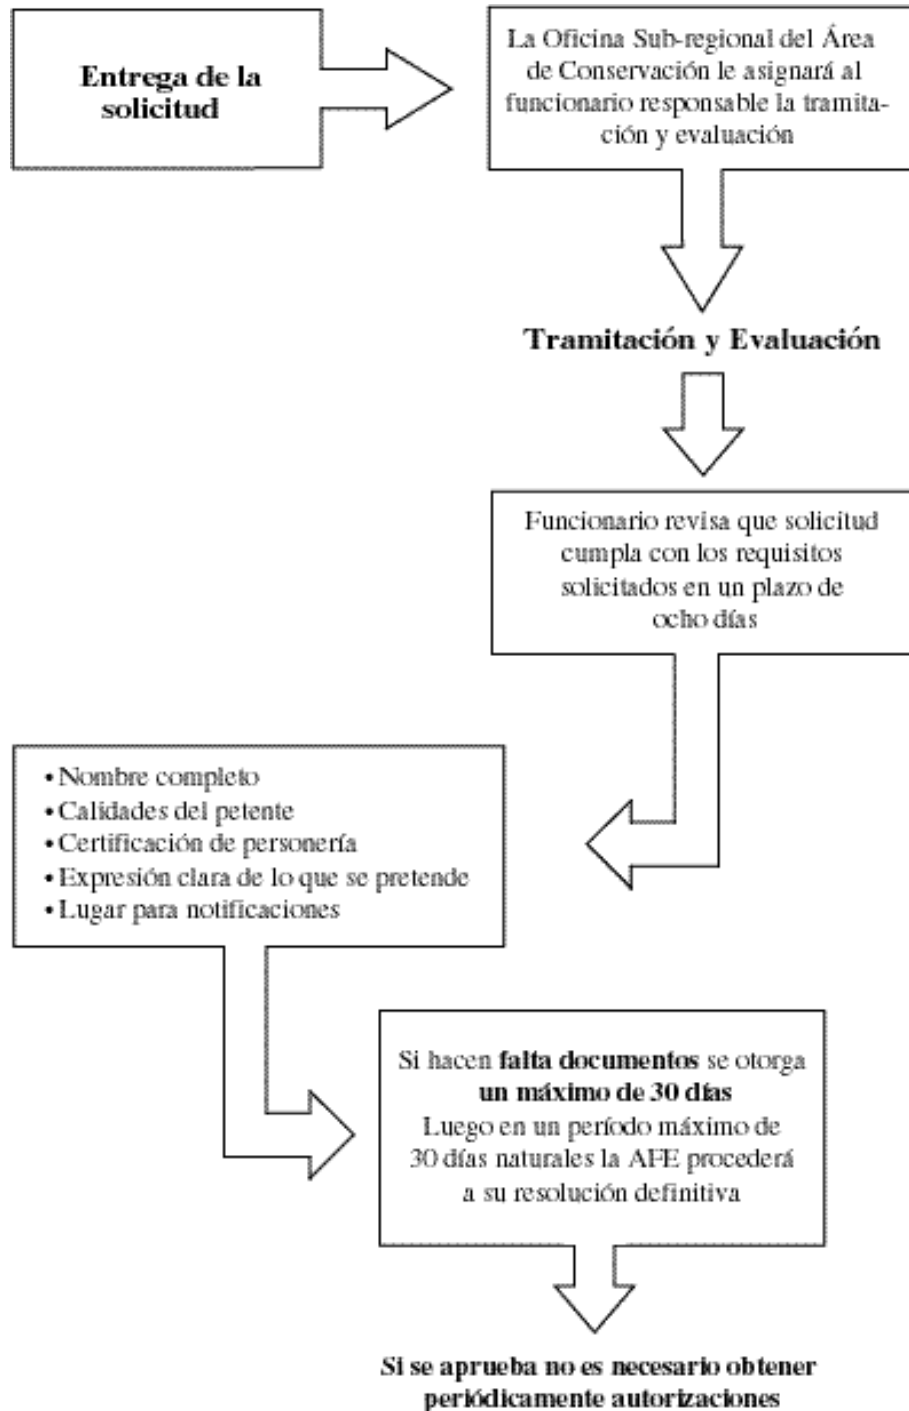 Entrega de la
solicitud
La Oficina Sub-regional del Área
de Conservación le asignará al
funcionario responsable la tramita-
ción y evaluación
Tramitación y Evaluación
Funcionario revisa que solicitud
cumpla con los requisitos
solicitados en un plazo de
ocho días
• Nombre completo
• Calidades del petente
• Certificación de personería
• Expresión clara de lo que se pretende
• Lugar para notificaciones
Si hacen falta documentos se otorga
un máximo de 30 días
Luego en un período máximo de
30 días naturales la AFE procederá
a su resolución definitiva
Si se aprueba no es necesario obtener
periódicamente autorizaciones